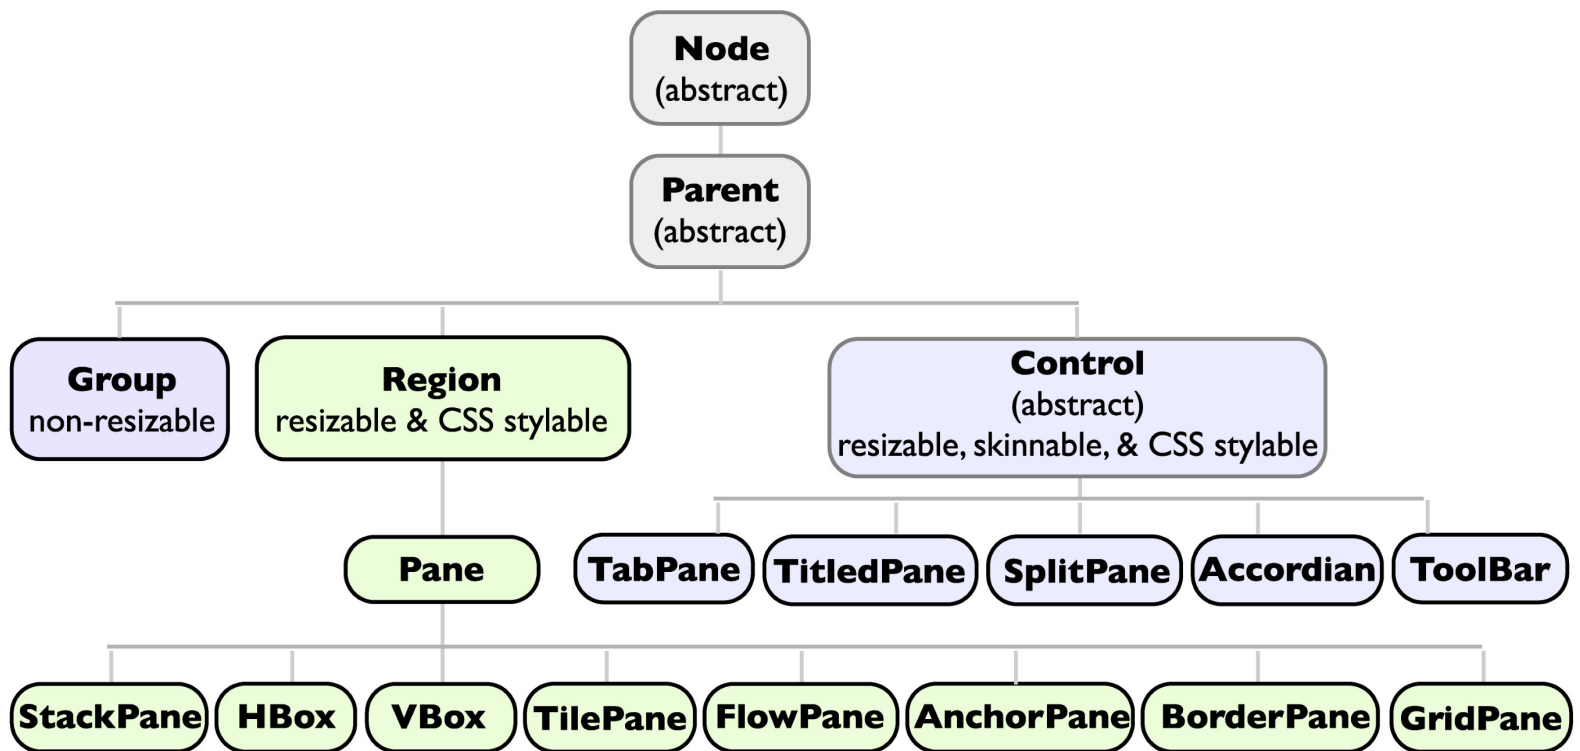 Node
(abstract)
Parent
(abstract)
Group
non-resizable
Region
resizable & CSS stylable
Control
(abstract)
resizable, skinnable, & CSS stylable
Pane
TabPane
TitledPane
SplitPane
Accordian
ToolBar
StackPane
HBox
VBox
TilePane
FlowPane
AnchorPane
BorderPane
GridPane